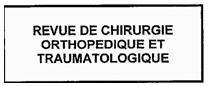 REVUE DE CHIRURGIE
ORTHOPEDIQUE ET
TRAUMATOLOGIQUE